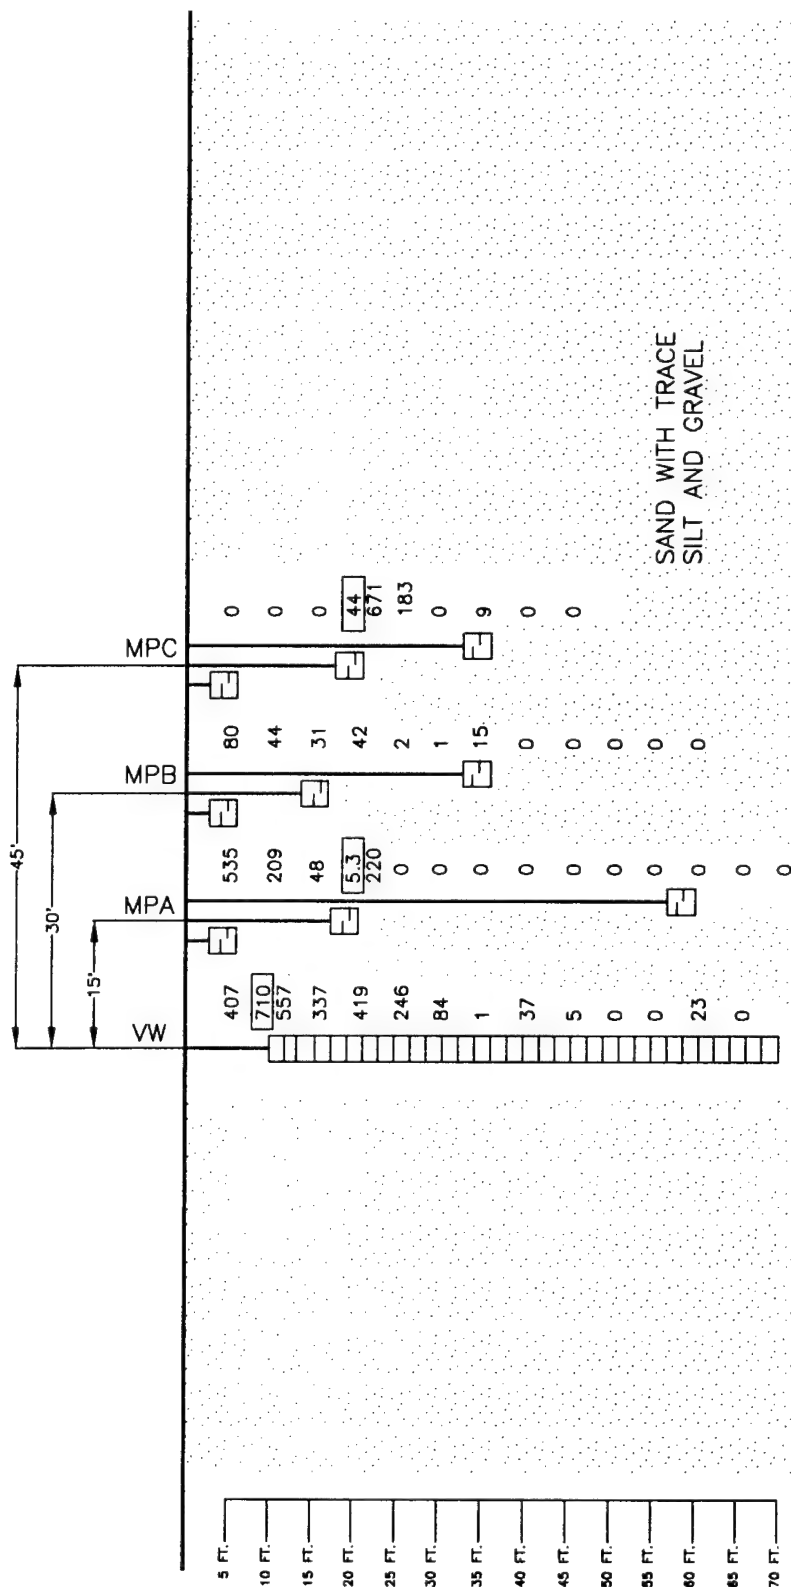 45'
30'
15'
VW
MPA
MPB
MPC
407
710
557
337
419
246
84
1
37
5
0
0
23
0
535
209
48
5.3
220
0
0
0
0
0
0
0
0
0
0
80
44
31
42
2
1
15
0
0
0
0
0
0
0
0
44
671
183
0
9
0
0
SAND WITH TRACE
SILT AND GRAVEL
5 FT.
10 FT.
15 FT.
20 FT.
25 FT.
30 FT.
35 FT.
40 FT.
45 FT.
50 FT.
55 FT.
60 FT.
65 FT.
70 FT.